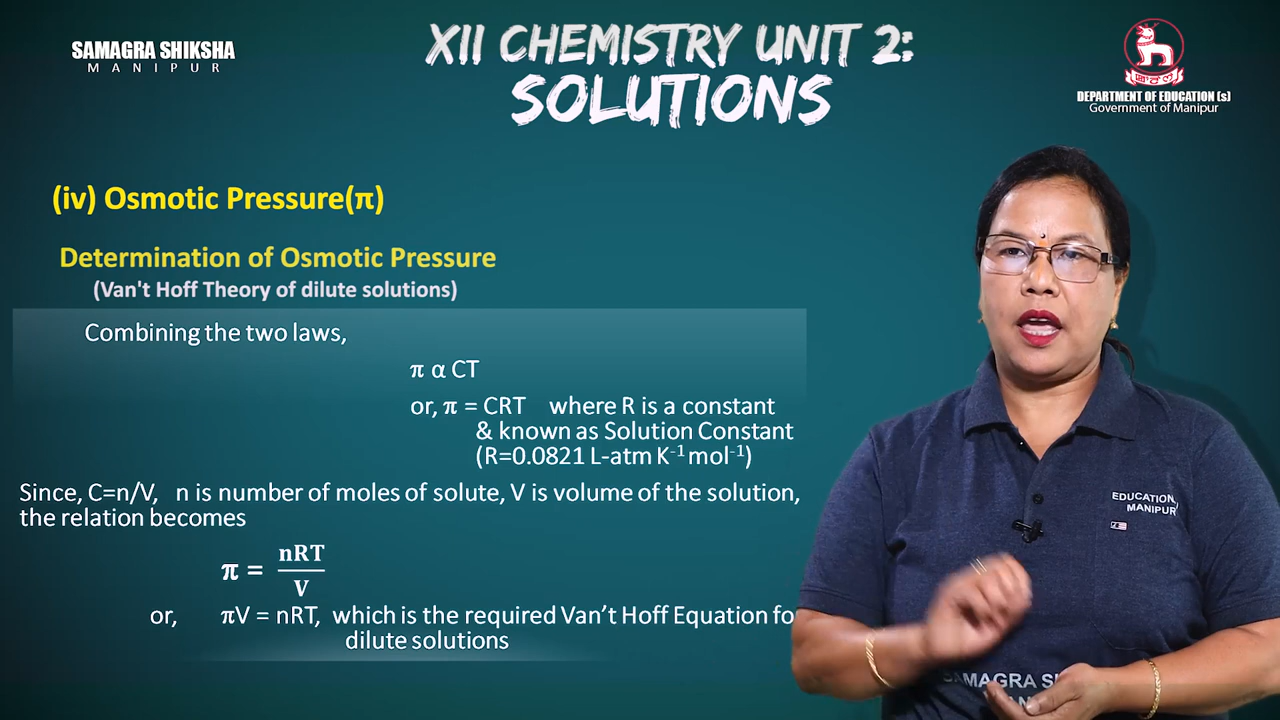 SAMAGRA SHIKSHA
MANIPUR
XII CHEMISTRY UNIT 2:
SOLUTIONS
DEPARTMENT OF EDUCATION (s)
Government of Manipur
(iv) Osmotic Pressure(π)
Determination of Osmotic Pressure
(Van't Hoff Theory of dilute solutions)
Combining the two laws,
π α CT
or, π = CRT where R is a constant
& known as Solution Constant
(R=0.0821 L-atm K⁻¹ mol⁻¹)
Since, C=n/V, n is number of moles of solute, V is volume of the solution,
the relation becomes
π = nRT/V
or, πV = nRT, which is the required Van’t Hoff Equation fo
dilute solutions
EDUCATION
MANIPUR